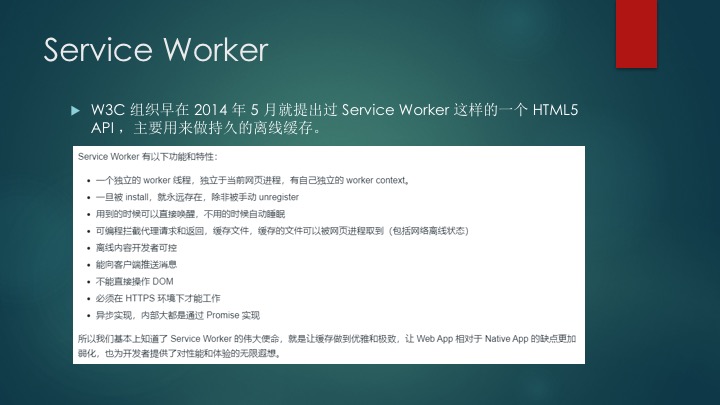 Service Worker
W3C 组织早在 2014 年 5 月就提出过 Service Worker 这样的一个 HTML5
API ，主要用来做持久的离线缓存。
Service Worker 有以下功能和特性：
一个独立的 worker 线程，独立于当前网页进程，有自己独立的 worker context。
一旦被 install，就永远存在，除非被手动 unregister
用到的时候可以直接唤醒，不用的时候自动睡眠
可编程拦截代理请求和返回，缓存文件，缓存的文件可以被网页进程取到（包括网络离线状态）
离线内容开发者可控
能向客户端推送消息
不能直接操作 DOM
必须在 HTTPS 环境下才能工作
异步实现，内部大都是通过 Promise 实现
所以我们基本上知道了 Service Worker 的伟大使命，就是让缓存做到优雅和极致，让 Web App 相对于 Native App 的缺点更加
弱化，也为开发者提供了对性能和体验的无限遐想。